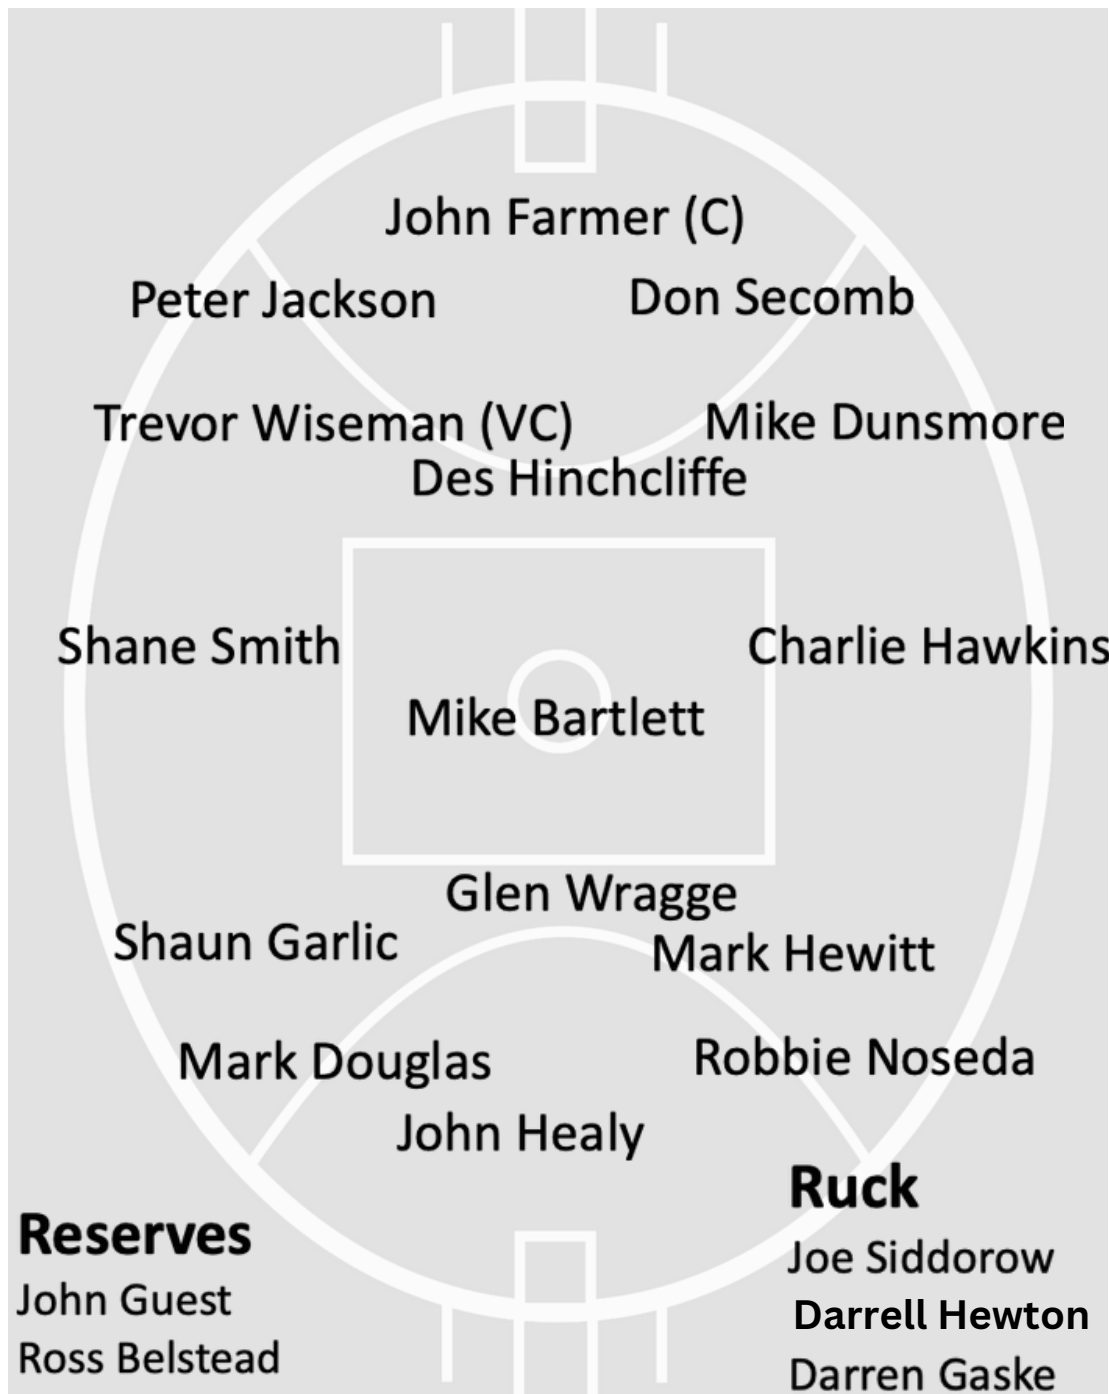 John Farmer (C)
Peter Jackson
Don Secomb
Trevor Wiseman (VC)
Mike Dunsmore
Des Hinchcliffe
Shane Smith
Charlie Hawkins
Mike Bartlett
Glen Wragge
Shaun Garlic
Mark Hewitt
Mark Douglas
Robbie Noseda
John Healy
Reserves
John Guest
Ross Belstead
Ruck
Joe Siddorow
Darrell Hewton
Darren Gaske